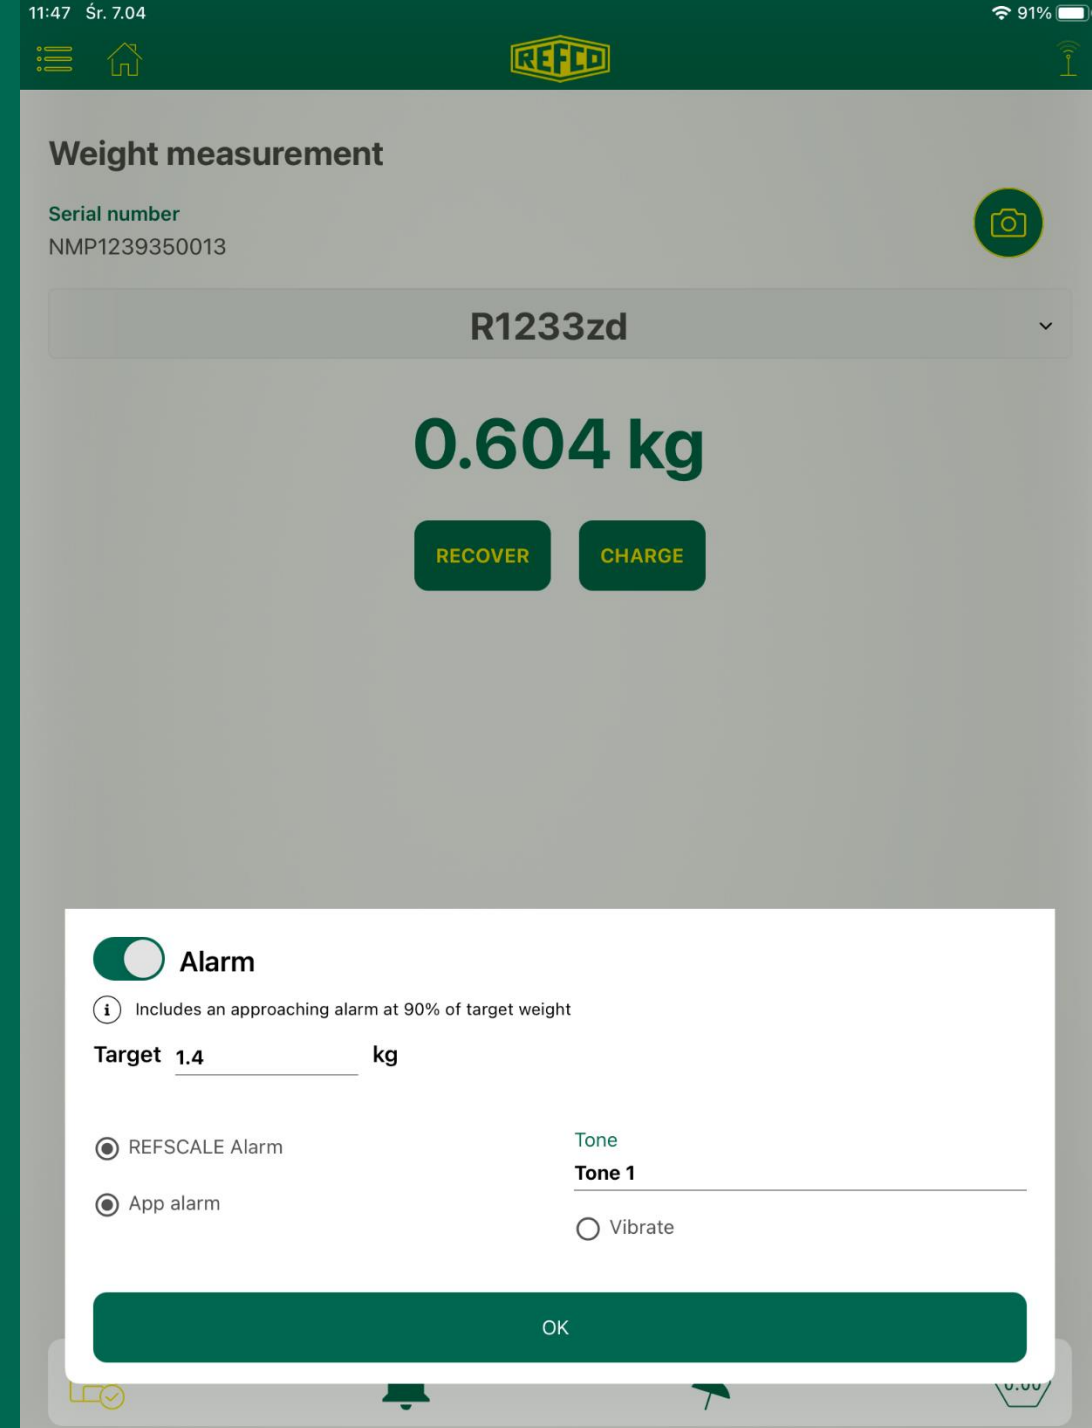 11:47 Śr. 7.04
91%
REFCO
Weight measurement
Serial number
NMP1239350013
R1233zd
0.604 kg
RECOVER
CHARGE
Alarm
i Includes an approaching alarm at 90% of target weight
Target 1.4 kg
REFSCALE Alarm
App alarm
Tone
Tone 1
Vibrate
OK
0.00